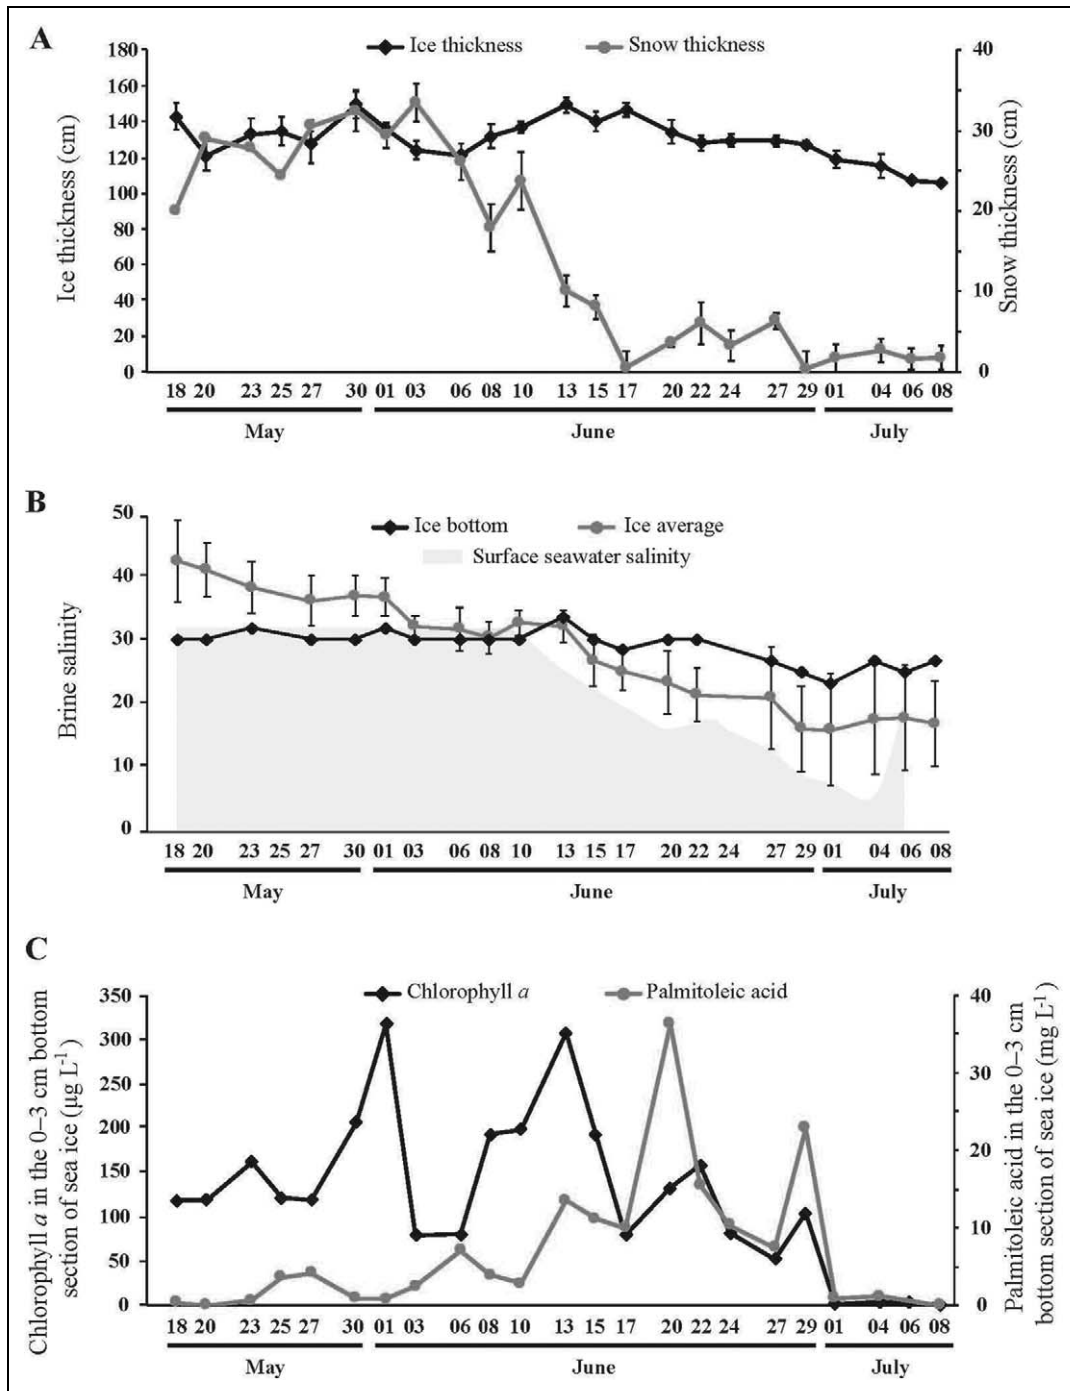 A
Ice thickness
Snow thickness
Ice thickness (cm)
180
160
140
120
100
80
60
40
20
0
Snow thickness (cm)
40
30
20
10
0
18 20 23 25 27 30 01 03 06 08 10 13 15 17 20 22 24 27 29 01 04 06 08
May June July
B
Ice bottom
Ice average
Surface seawater salinity
Brine salinity
50
40
30
20
10
0
18 20 23 25 27 30 01 03 06 08 10 13 15 17 20 22 24 27 29 01 04 06 08
May June July
C
Chlorophyll a
Palmitoleic acid
Chlorophyll a in the 0–3 cm bottom
section of sea ice (µg L⁻¹)
350
300
250
200
150
100
50
0
Palmitoleic acid in the 0–3 cm
bottom section of sea ice (mg L⁻¹)
40
30
20
10
0
18 20 23 25 27 30 01 03 06 08 10 13 15 17 20 22 24 27 29 01 04 06 08
May June July